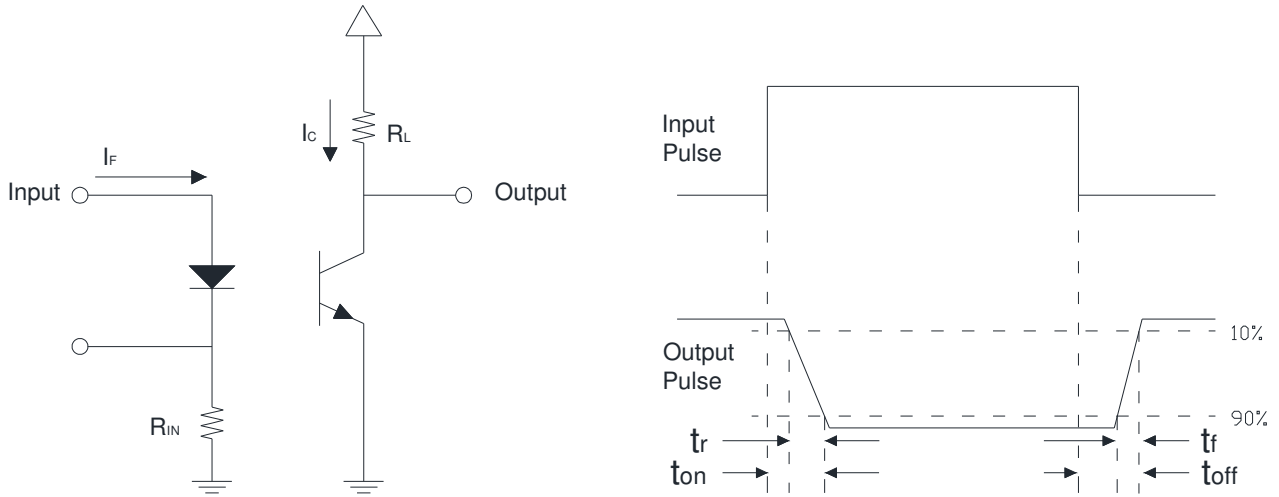 IC
RL
IF
Input
Output
RIN
Input
Pulse
Output
Pulse
10%
90%
tr
tf
ton
toff